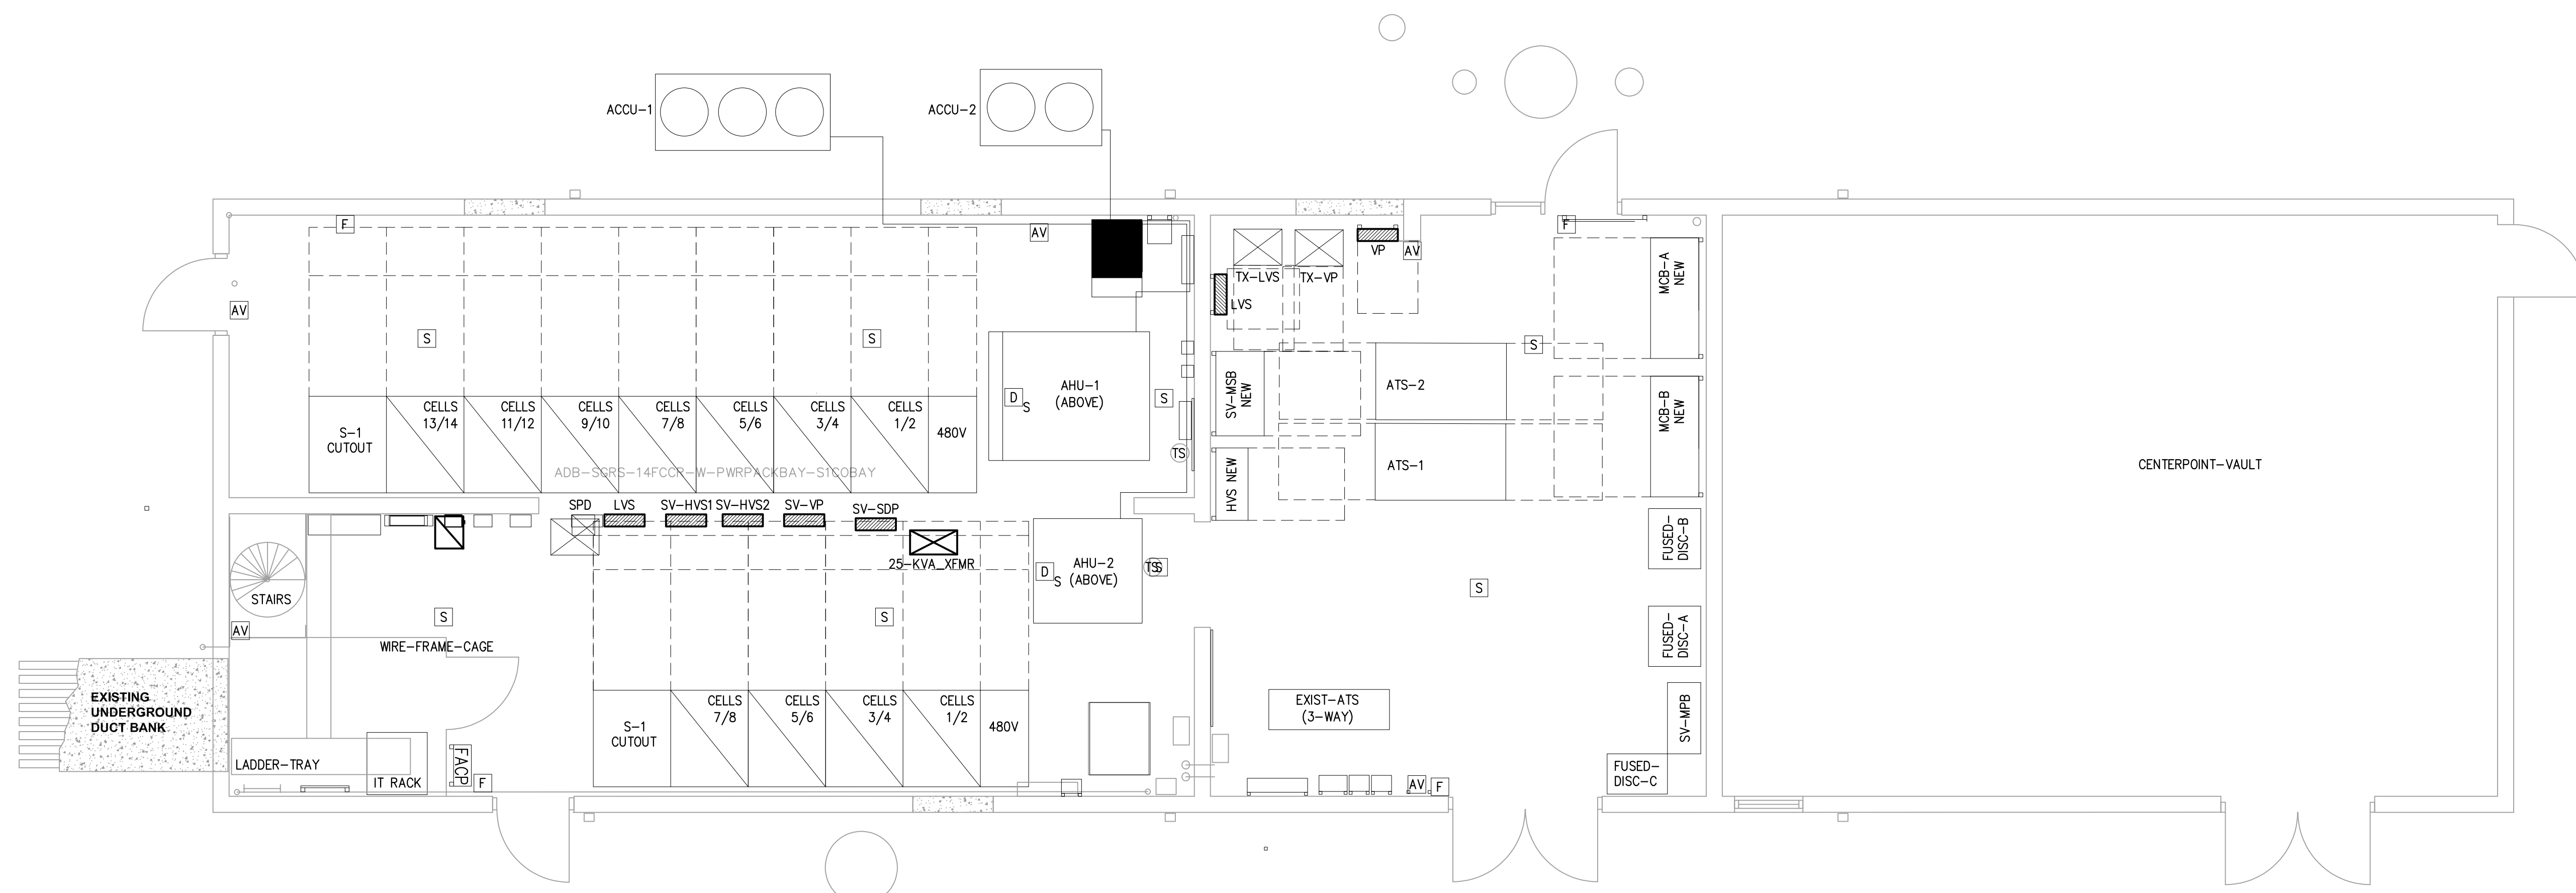 ACCU-1
ACCU-2
F
AV
F
VP
AV
TX-LVS
TX-VP
MCB-A
NEW
AV
LVS
S
S
S
AHU-1
(ABOVE)
D
S
S
SV-MSB
NEW
ATS-2
MCB-B
NEW
S-1
CUTOUT
CELLS
13/14
CELLS
11/12
CELLS
9/10
CELLS
7/8
CELLS
5/6
CELLS
3/4
CELLS
1/2
480V
TS
ATS-1
HVS NEW
CENTERPOINT-VAULT
ADB-SGRS-14FCCR-W-PWRPACKBAY-S1COBAY
SPD
LVS
SV-HVS1
SV-HVS2
SV-VP
SV-SDP
FUSED-
DISC-B
25-KVA_XFMR
D
S
AHU-2
(ABOVE)
TS
S
S
STAIRS
S
S
AV
WIRE-FRAME-CAGE
FUSED-
DISC-A
EXISTING
UNDERGROUND
DUCT BANK
S-1
CUTOUT
CELLS
7/8
CELLS
5/6
CELLS
3/4
CELLS
1/2
480V
EXIST-ATS
(3-WAY)
SV-MPB
LADDER-TRAY
IT RACK
FACP
F
AV
F
FUSED-
DISC-C